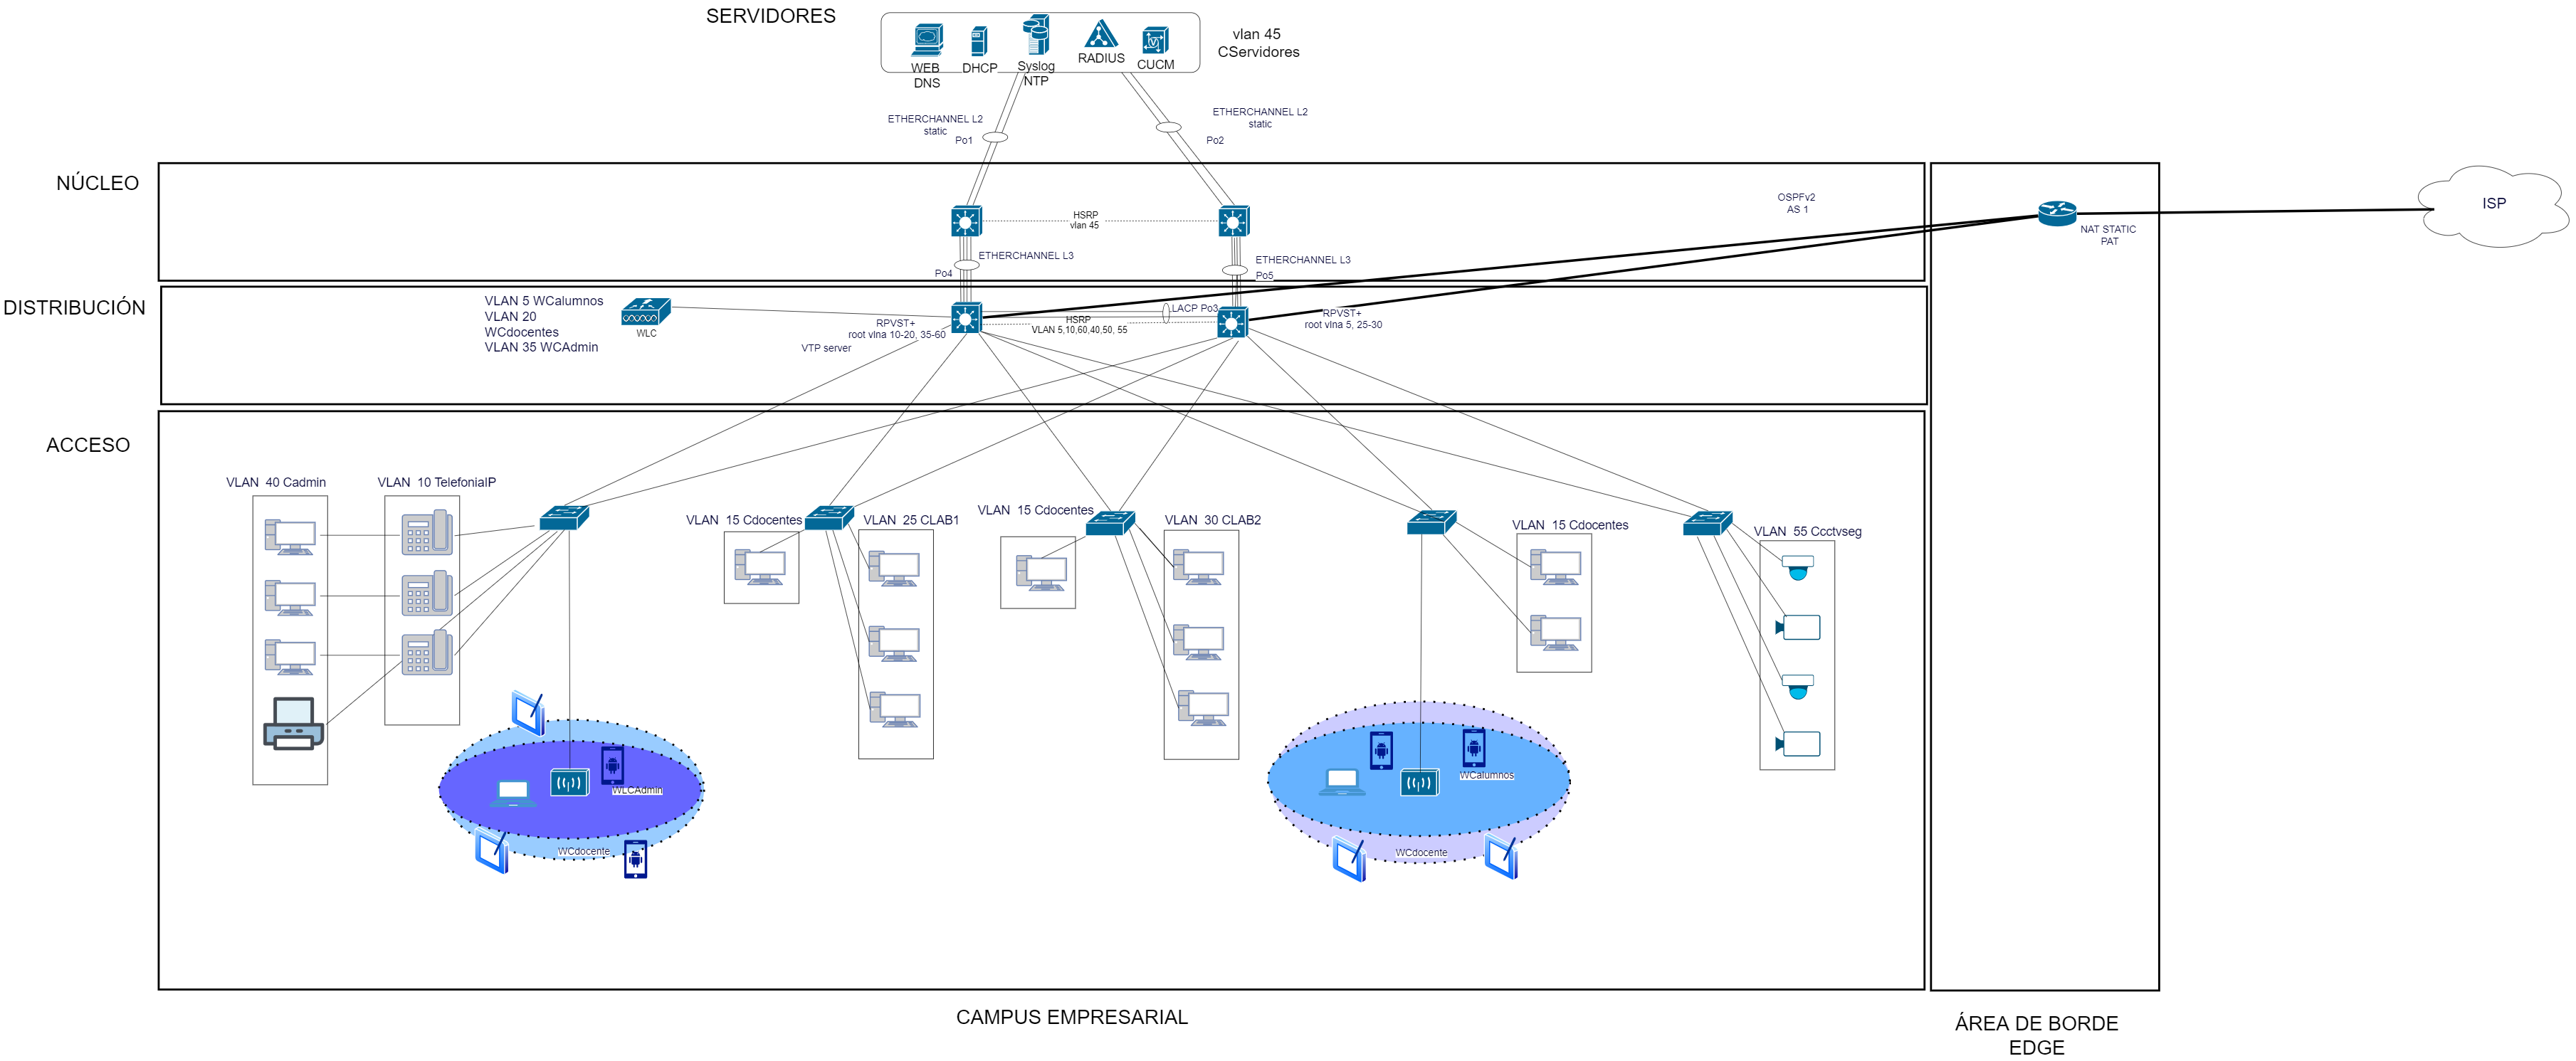 SERVIDORES
WEB
DNS
DHCP
Syslog
NTP
RADIUS
CUCM
vlan 45
CServidores
ETHERCHANNEL L2
static
Po1
ETHERCHANNEL L2
static
Po2
NÚCLEO
HSRP
vlan 45
OSPFv2
AS 1
NAT STATIC
PAT
ISP
ETHERCHANNEL L3
Po4
ETHERCHANNEL L3
Po5
DISTRIBUCIÓN
VLAN 5 WCalumnos
VLAN 20
WCdocentes
VLAN 35 WCAdmin
WLC
RPVST+
root vlna 10-20, 35-60
VTP server
LACP Po3
HSRP
VLAN 5,10,60,40,50, 55
RPVST+
root vlna 5, 25-30
ACCESO
VLAN 40 Cadmin
VLAN 10 TelefoniaIP
VLAN 15 Cdocentes
VLAN 25 CLAB1
VLAN 15 Cdocentes
VLAN 30 CLAB2
VLAN 15 Cdocentes
VLAN 55 Ccctvseg
WLCAdmin
WCdocente
WCalumnos
WCdocente
CAMPUS EMPRESARIAL
ÁREA DE BORDE
EDGE